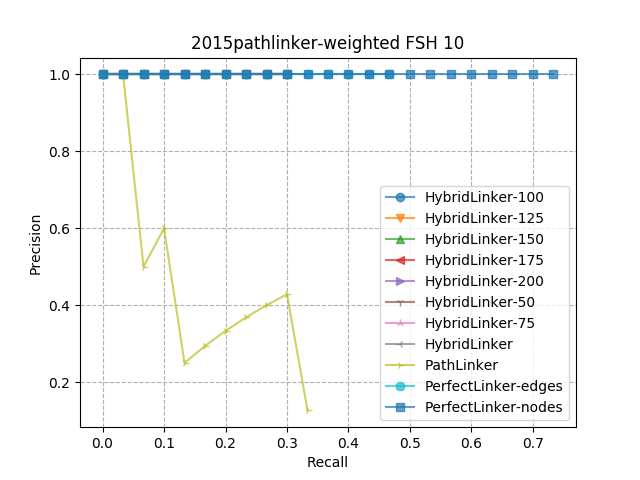 2015pathlinker-weighted FSH 10
1.0
0.8
0.6
0.4
0.2
Precision
HybridLinker-100
HybridLinker-125
HybridLinker-150
HybridLinker-175
HybridLinker-200
HybridLinker-50
HybridLinker-75
HybridLinker
PathLinker
PerfectLinker-edges
PerfectLinker-nodes
0.0 0.1 0.2 0.3 0.4 0.5 0.6 0.7
Recall